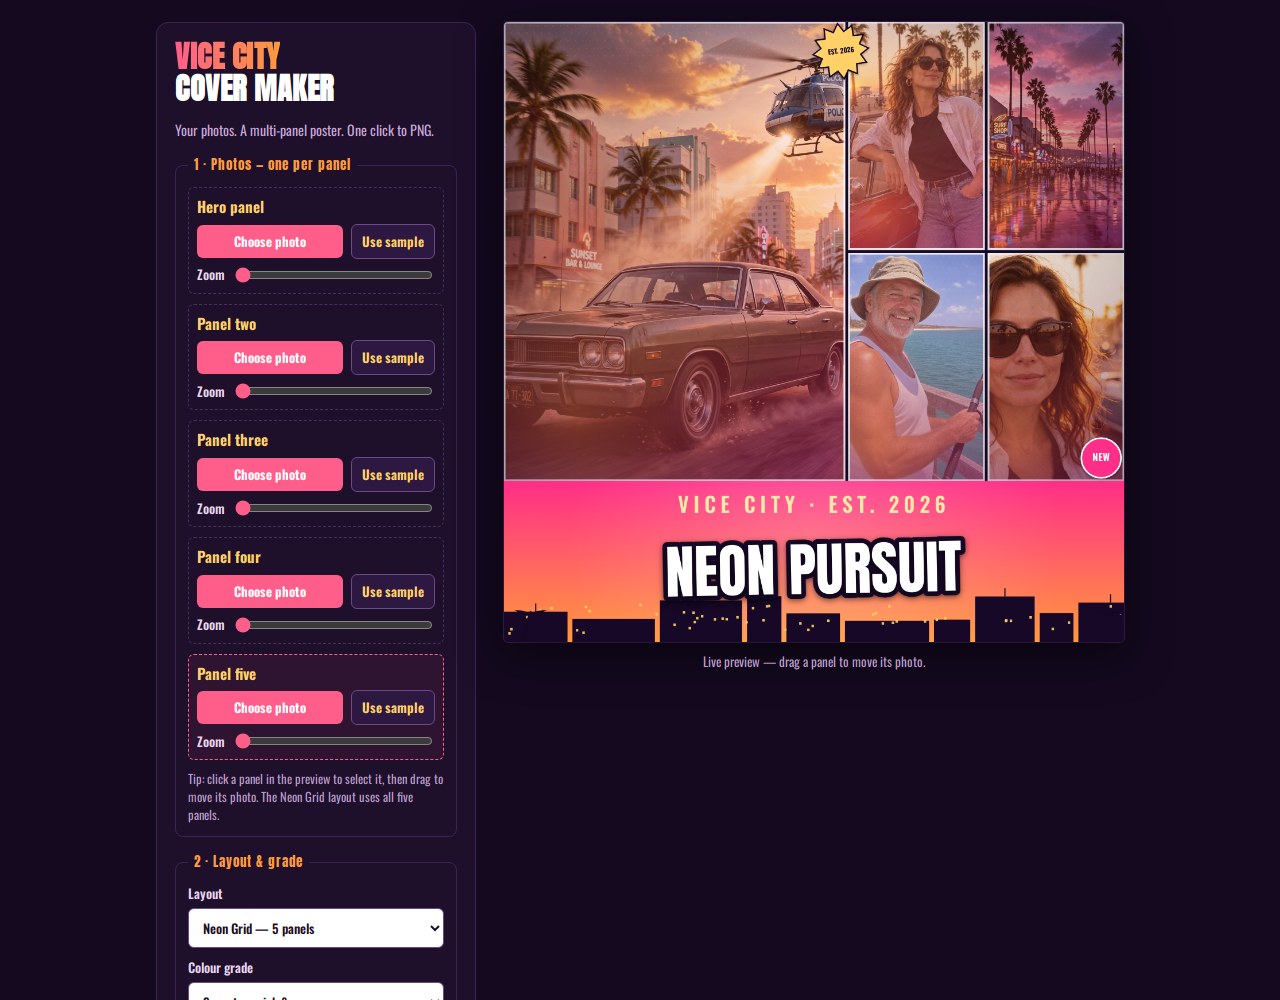 VICE CITY
COVER MAKER
Your photos. A multi-panel poster. One click to PNG.
1 · Photos – one per panel
Hero panel
Choose photo
Use sample
Zoom
Panel two
Choose photo
Use sample
Zoom
Panel three
Choose photo
Use sample
Zoom
Panel four
Choose photo
Use sample
Zoom
Panel five
Choose photo
Use sample
Zoom
Tip: click a panel in the preview to select it, then drag to
move its photo. The Neon Grid layout uses all five
panels.
2 · Layout & grade
Layout
Neon Grid — 5 panels
Colour grade
EST. 2026
SUNSET
BAR & LOUNGE
SURF
SHOP
NEW
VICE CITY · EST. 2026
NEON PURSUIT
Live preview — drag a panel to move its photo.